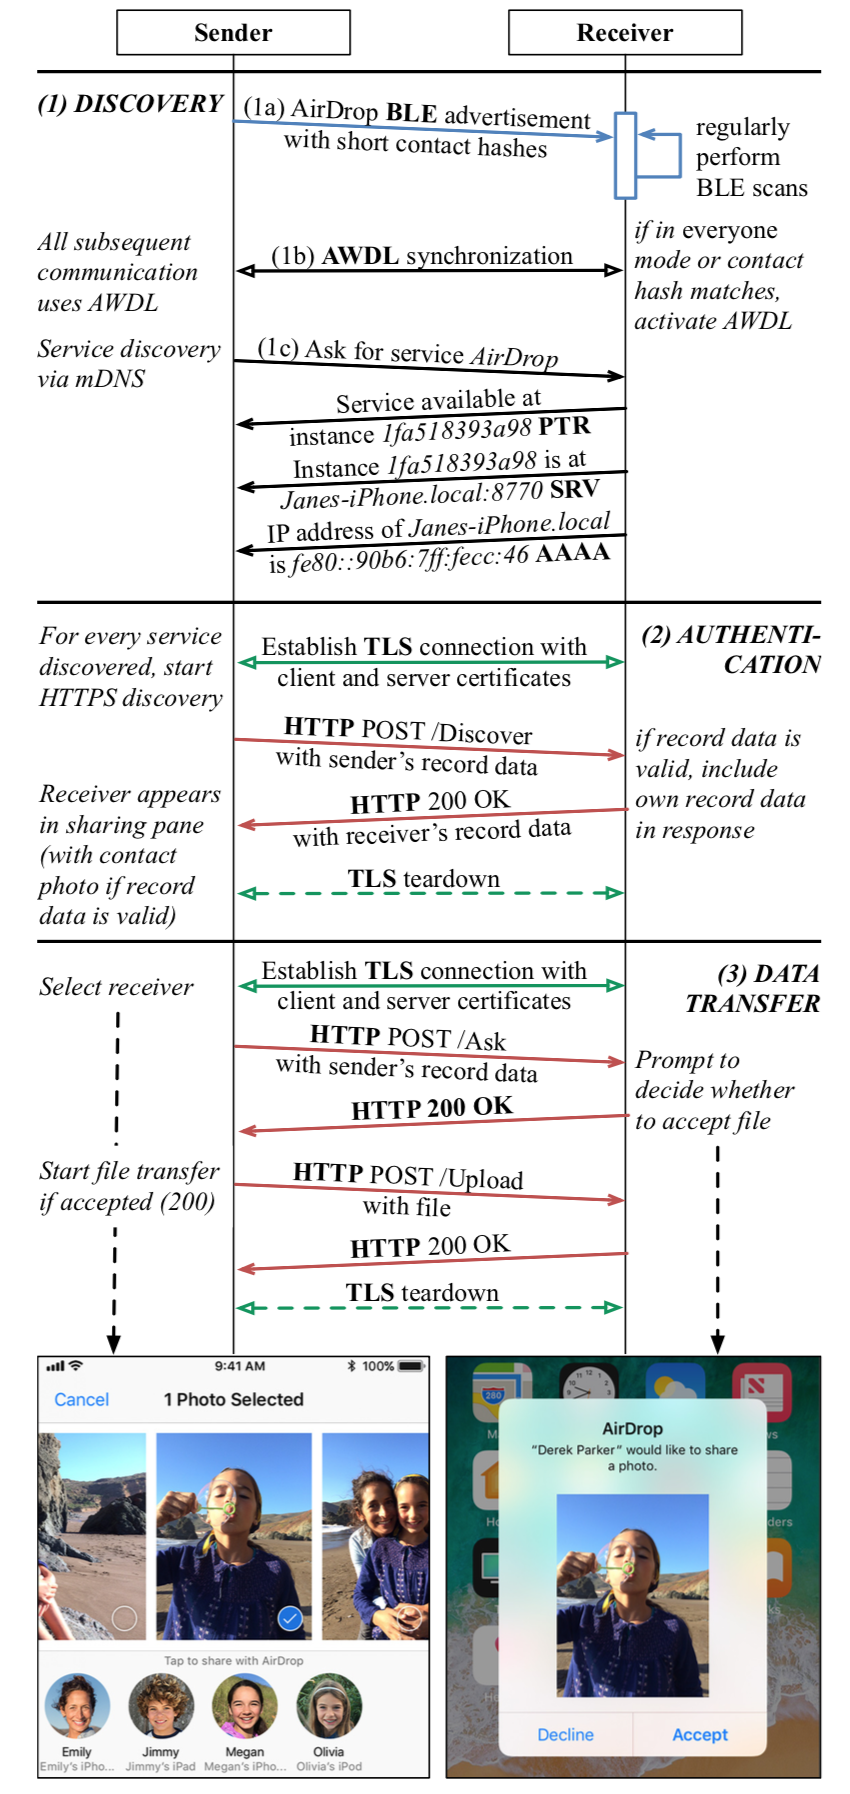 Sender
Receiver
(1) DISCOVERY
(1a) AirDrop BLE advertisement
with short contact hashes
regularly
perform
BLE scans
All subsequent
communication
uses AWDL
(1b) AWDL synchronization
if in everyone
mode or contact
hash matches,
activate AWDL
Service discovery
via mDNS
(1c) Ask for service AirDrop
Service available at
instance 1fa518393a98 PTR
Instance 1fa518393a98 is at
Janes-iPhone.local:8770 SRV
IP address of Janes-iPhone.local
is fe80::90b6:7ff:fecc:46 AAAA
For every service
discovered, start
HTTPS discovery
Establish TLS connection with
client and server certificates
(2) AUTHENTI-
CATION
HTTP POST /Discover
with sender's record data
if record data is
valid, include
own record data
in response
Receiver appears
in sharing pane
(with contact
photo if record
data is valid)
HTTP 200 OK
with receiver's record data
TLS teardown
Select receiver
Establish TLS connection with
client and server certificates
(3) DATA
TRANSFER
HTTP POST /Ask
with sender's record data
Prompt to
decide whether
to accept file
HTTP 200 OK
Start file transfer
if accepted (200)
HTTP POST /Upload
with file
HTTP 200 OK
TLS teardown
9:41 AM
100%
Cancel
1 Photo Selected
Tap to share with AirDrop
Emily
Emily's iPho...
Jimmy
Jimmy's iPad
Megan
Megan's iPho...
Olivia
Olivia's iPod
280
AirDrop
"Derek Parker" would like to share
a photo.
Decline
Accept